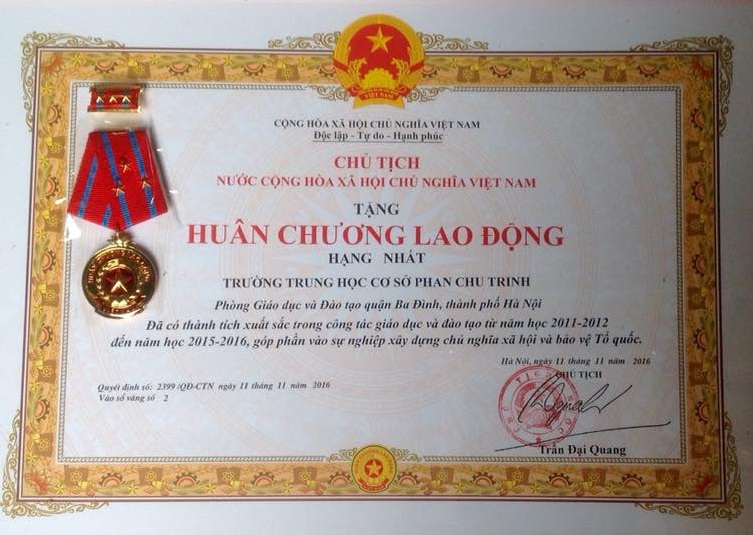 VIỆT NAM
CỘNG HÒA XÃ HỘI CHỦ NGHĨA VIỆT NAM
Độc lập - Tự do - Hạnh phúc
CHỦ TỊCH
NƯỚC CỘNG HÒA XÃ HỘI CHỦ NGHĨA VIỆT NAM
TẶNG
HUÂN CHƯƠNG LAO ĐỘNG
HẠNG NHẤT
TRƯỜNG TRUNG HỌC CƠ SỞ PHAN CHU TRINH
Phòng Giáo dục và Đào tạo quận Ba Đình, thành phố Hà Nội
Đã có thành tích xuất sắc trong công tác giáo dục và đào tạo từ năm học 2011-2012
đến năm học 2015-2016, góp phần vào sự nghiệp xây dựng chủ nghĩa xã hội và bảo vệ Tổ quốc.
Hà Nội, ngày 11 tháng 11 năm 2016
CHỦ TỊCH
Quyết định số: 2399 /QĐ-CTN ngày 11 tháng 11 năm 2016
Vào sổ vàng số 2
Trần Đại Quang